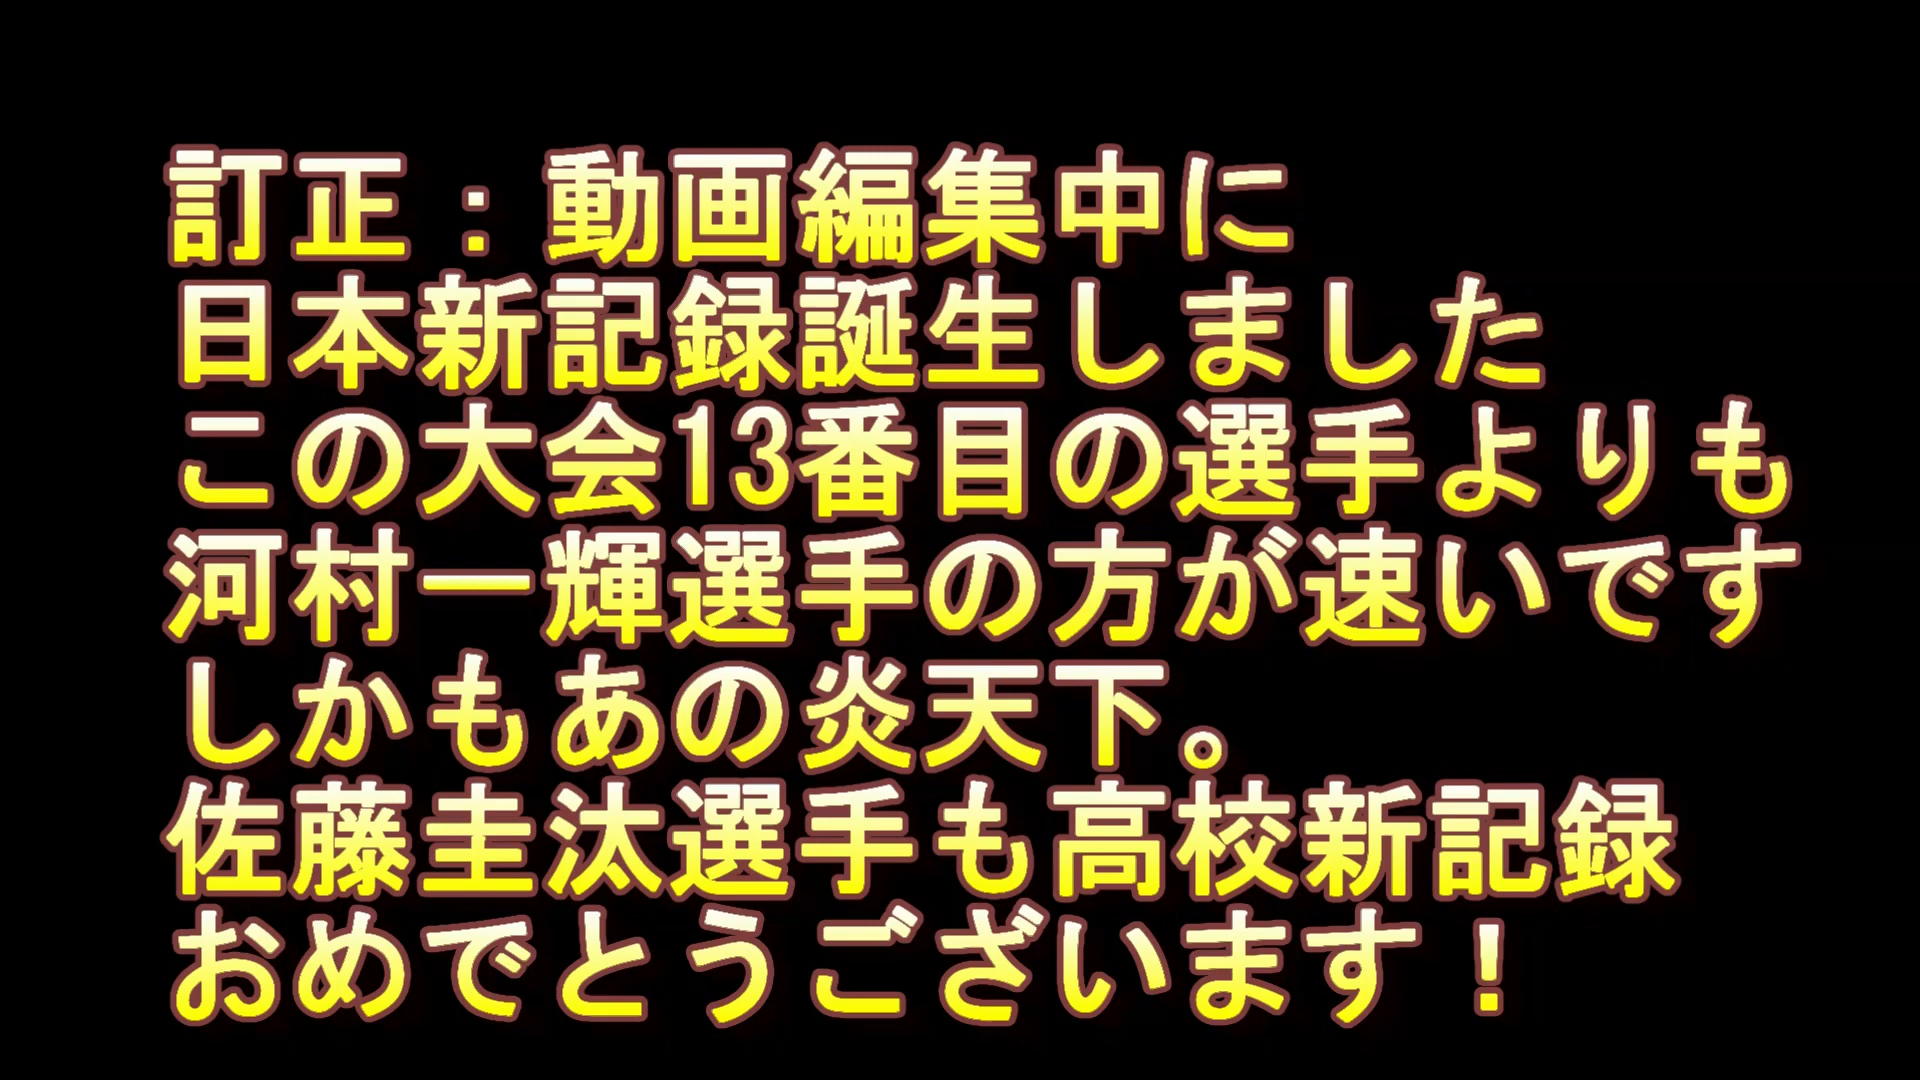 訂正：動画編集中に
日本新記録誕生しました
この大会13番目の選手よりも
河村一輝選手の方が速いです
しかもあの炎天下。
佐藤圭汰選手も高校新記録
おめでとうございます！